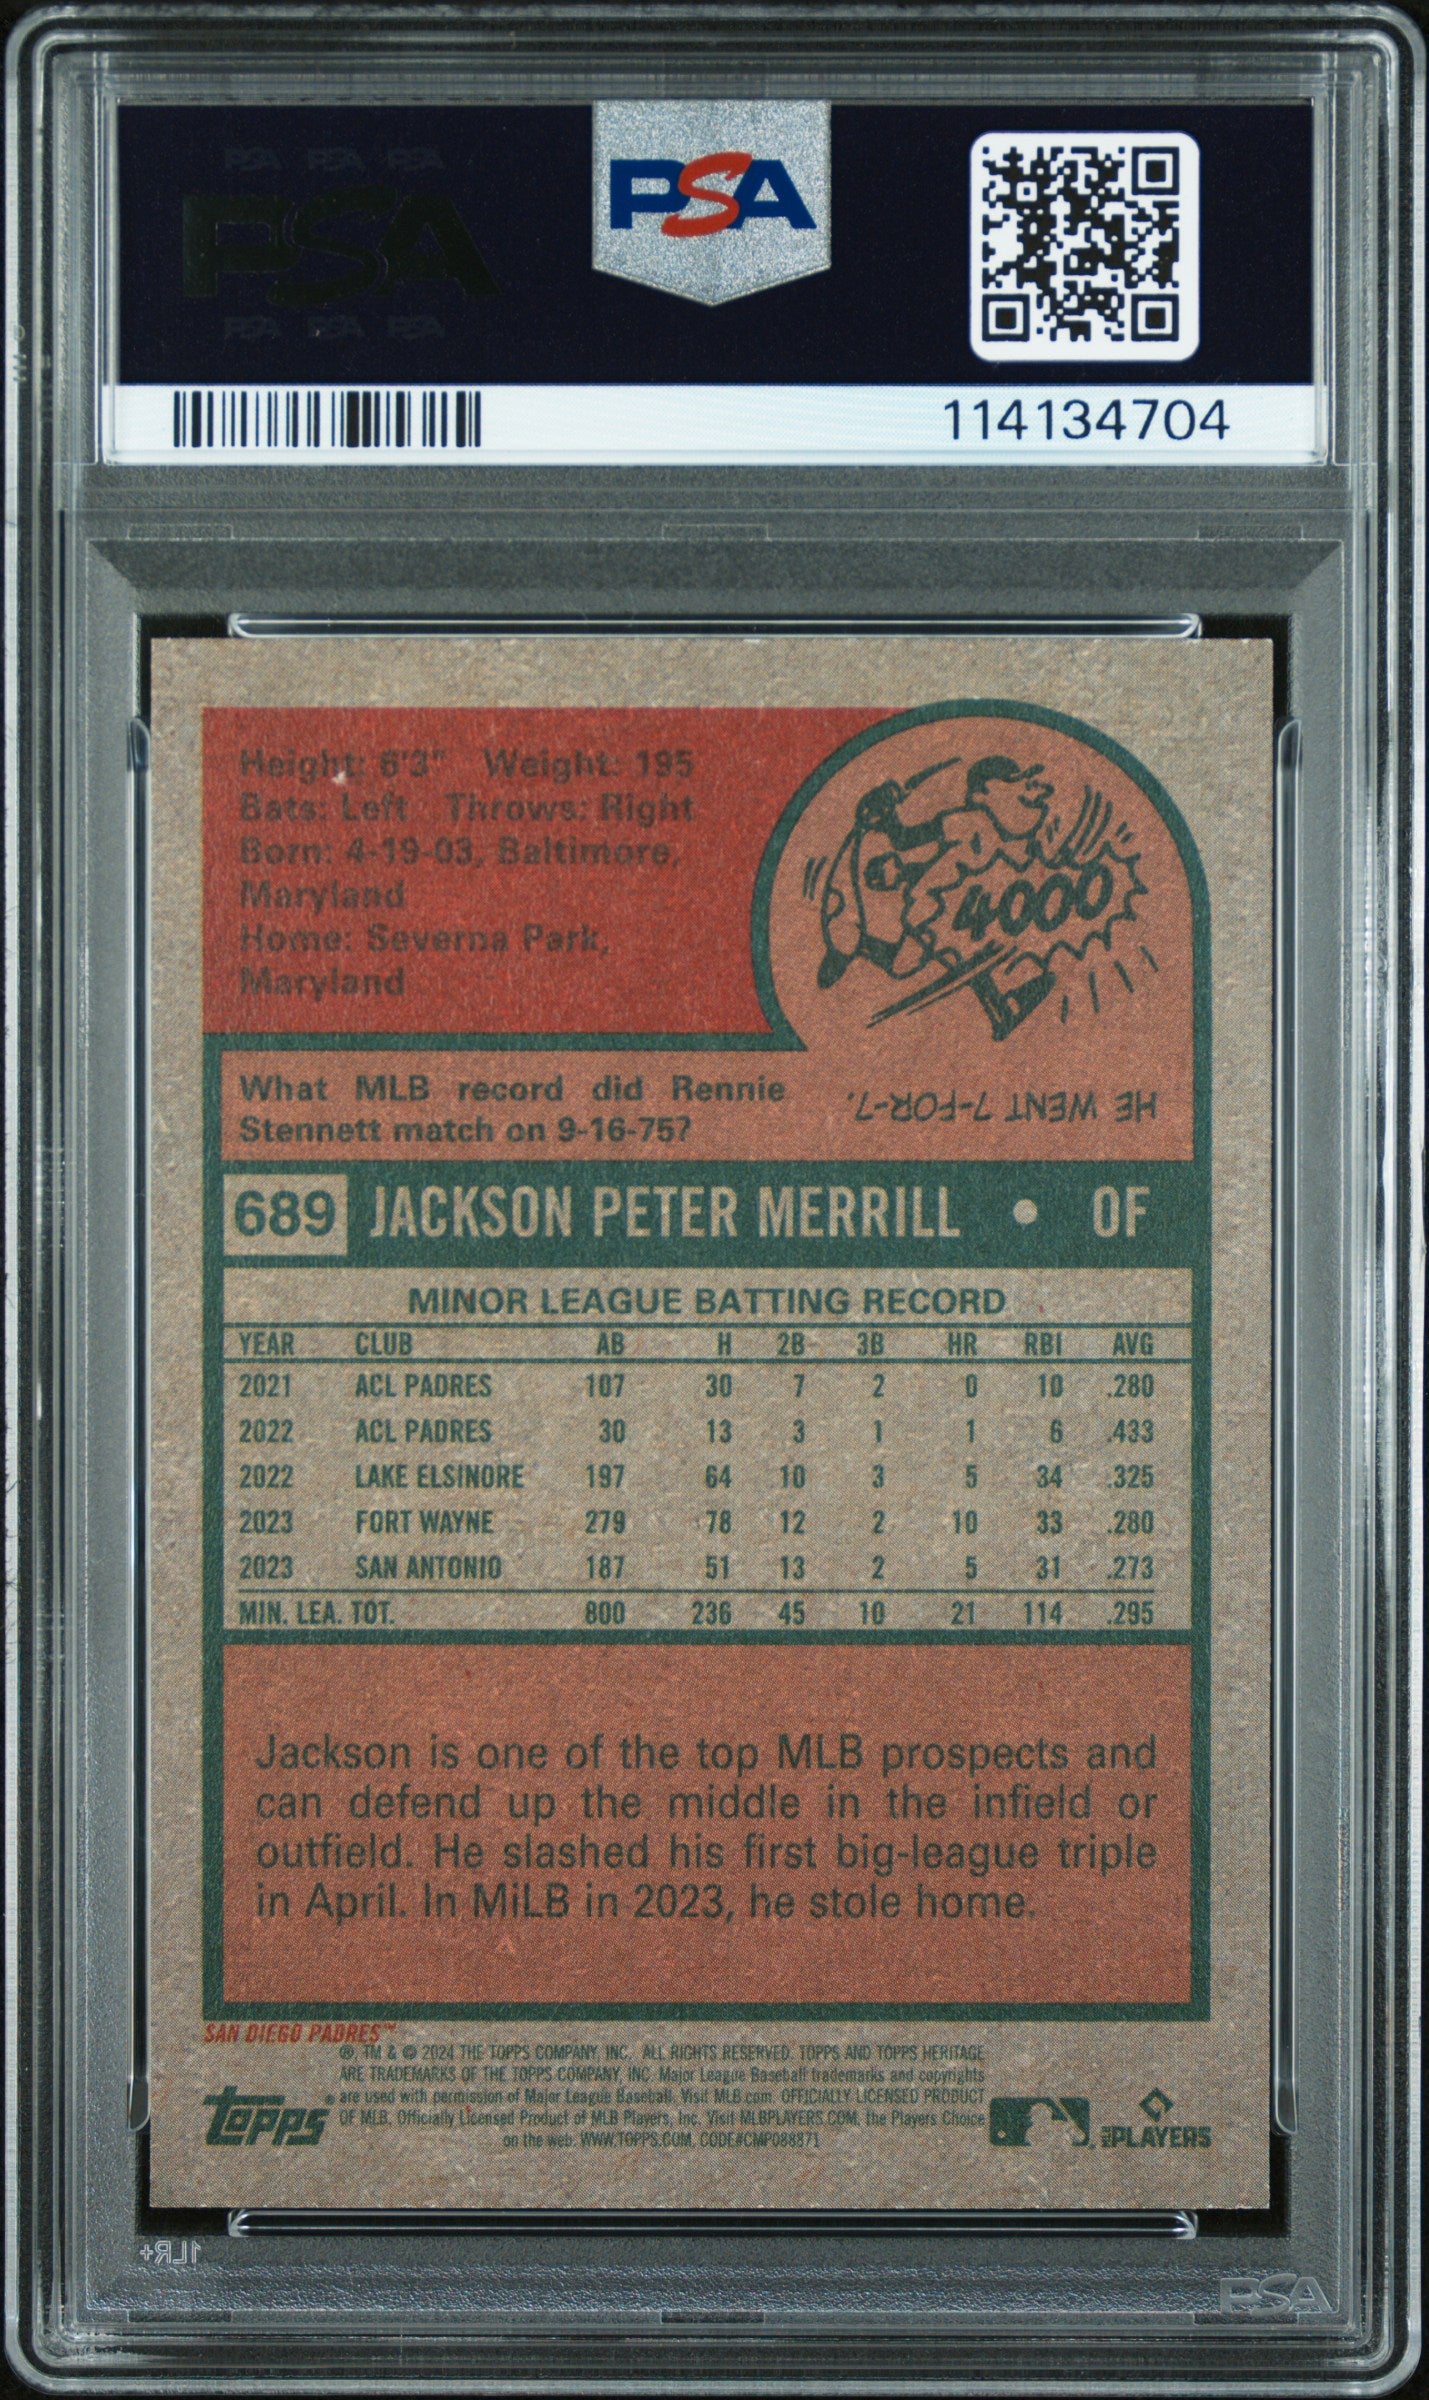 PSA PSA PSA
PSA
PSA PSA PSA
PSA
114134704
Height: 6'3" Weight: 195
Bats: Left Throws: Right
Born: 4-19-03, Baltimore,
Maryland
Home: Severna Park,
Maryland
4000
What MLB record did Rennie
Stennett match on 9-16-75?
HE WENT 7-FOR-7.
689 JACKSON PETER MERRILL • OF
MINOR LEAGUE BATTING RECORD
YEAR CLUB AB H 2B 3B HR RBI AVG
2021 ACL PADRES 107 30 7 2 0 10 .280
2022 ACL PADRES 30 13 3 1 1 6 .433
2022 LAKE ELSINORE 197 64 10 3 5 34 .325
2023 FORT WAYNE 279 78 12 2 10 33 .280
2023 SAN ANTONIO 187 51 13 2 5 31 .273
MIN. LEA. TOT. 800 236 45 10 21 114 .295
Jackson is one of the top MLB prospects and
can defend up the middle in the infield or
outfield. He slashed his first big-league triple
in April. In MiLB in 2023, he stole home.
SAN DIEGO PADRES™
®, TM & © 2024 THE TOPPS COMPANY, INC. ALL RIGHTS RESERVED. TOPPS AND TOPPS HERITAGE
ARE TRADEMARKS OF THE TOPPS COMPANY, INC. Major League Baseball trademarks and copyrights
are used with permission of Major League Baseball. Visit MLB.com. OFFICIALLY LICENSED PRODUCT
OF MLB. Officially Licensed Product of MLB Players, Inc. Visit MLBPLAYERS.COM, the Players Choice
on the web. WWW.TOPPS.COM. CODE#CMP088871
topps®
MLB PLAYERS
1LR+
PSA